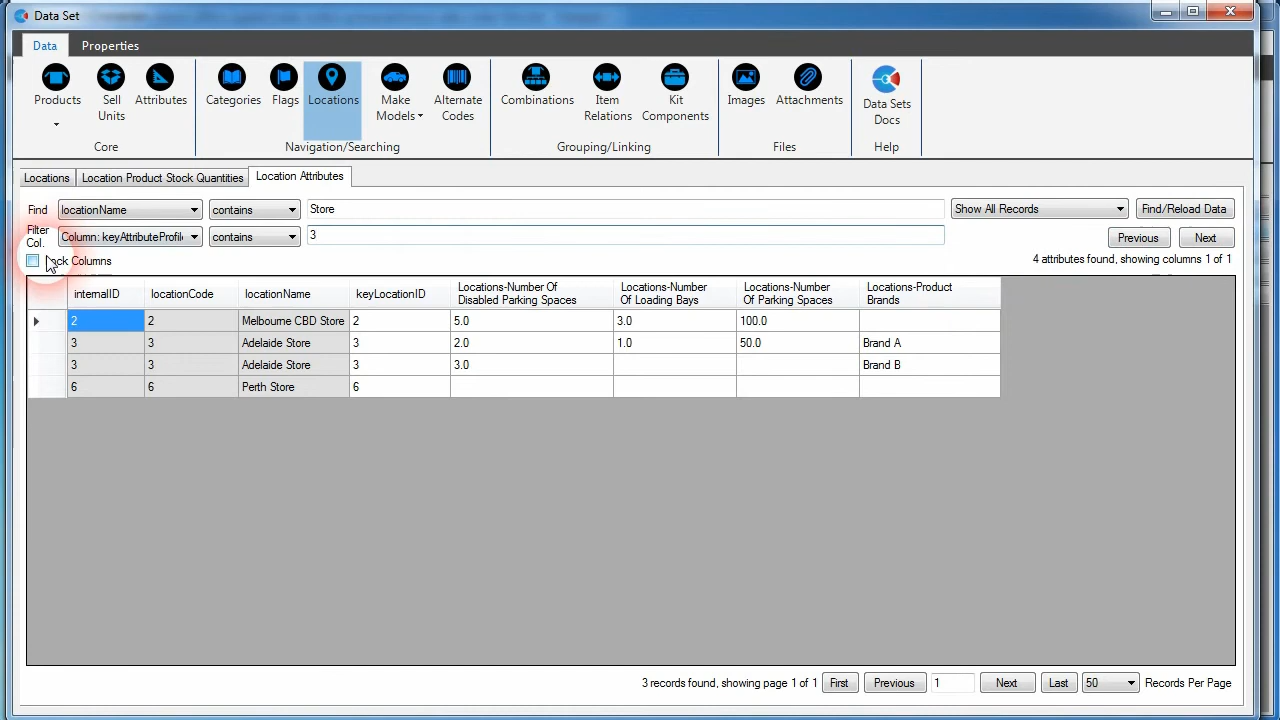 Data Set
Data Properties
Products Sell Units Attributes Categories Flags Locations Make Models Alternate Codes Combinations Item Relations Kit Components Images Attachments Data Sets Docs
Core Navigation/Searching Grouping/Linking Files Help
Locations Location Product Stock Quantities Location Attributes
Find locationName contains Store Show All Records Find/Reload Data
Filter Col. Column: keyAttributeProfile contains 3 Previous Next
Lock Columns 4 attributes found, showing columns 1 of 1
internalID locationCode locationName keyLocationID Locations-Number Of Disabled Parking Spaces Locations-Number Of Loading Bays Locations-Number Of Parking Spaces Locations-Product Brands
2 2 Melbourne CBD Store 2 5.0 3.0 100.0
3 3 Adelaide Store 3 2.0 1.0 50.0 Brand A
3 3 Adelaide Store 3 3.0 Brand B
6 6 Perth Store 6
3 records found, showing page 1 of 1 First Previous 1 Next Last 50 Records Per Page